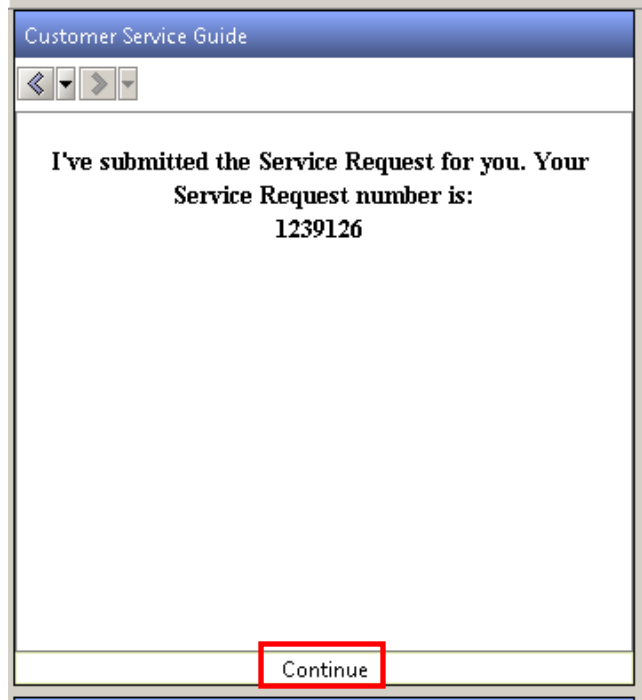 Customer Service Guide
I've submitted the Service Request for you. Your
Service Request number is:
1239126
Continue